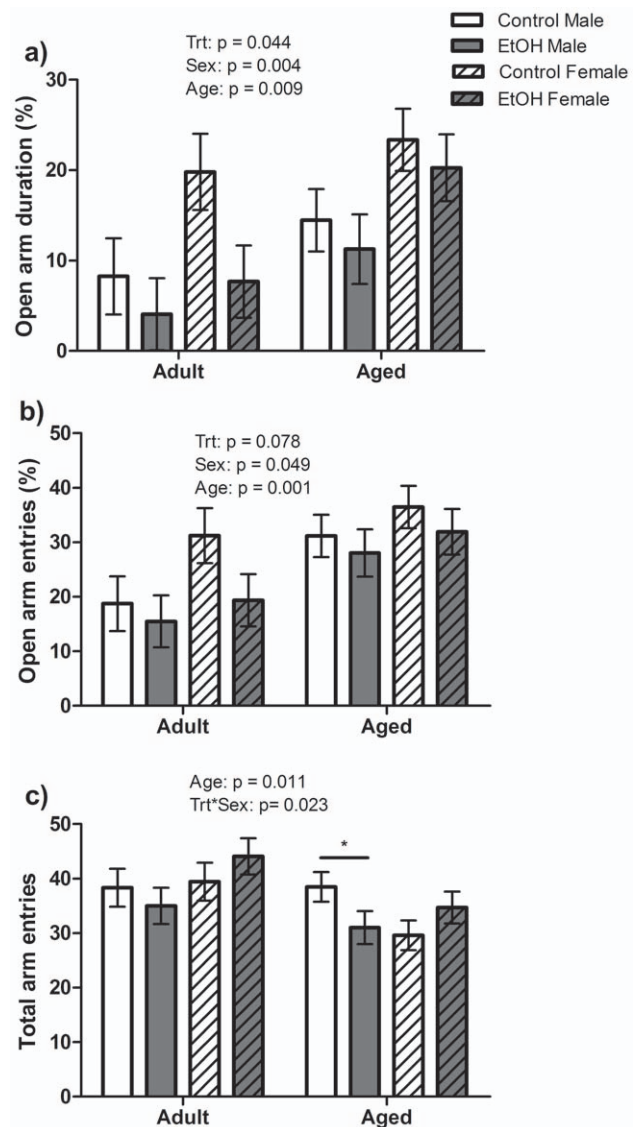 Control Male
EtOH Male
Control Female
EtOH Female
a)
Trt: p = 0.044
Sex: p = 0.004
Age: p = 0.009
Open arm duration (%)
30
20
10
0
Adult Aged
b)
Trt: p = 0.078
Sex: p = 0.049
Age: p = 0.001
Open arm entries (%)
50
40
30
20
10
0
Adult Aged
c)
Age: p = 0.011
Trt*Sex: p= 0.023
Total arm entries
50
40
30
20
10
0
*
Adult Aged